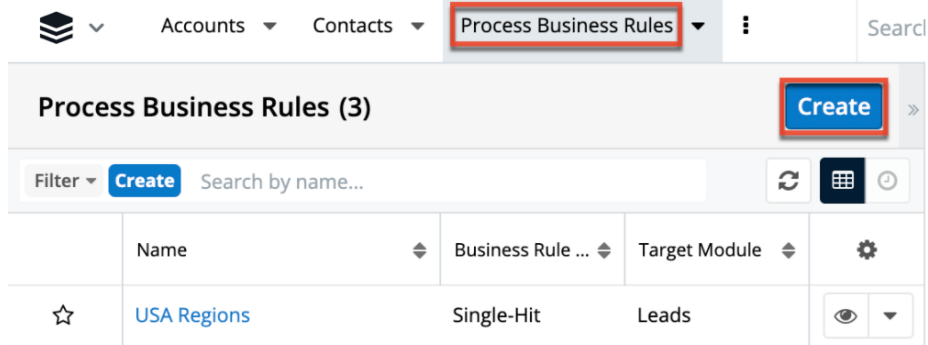 Accounts Contacts Process Business Rules Search
Process Business Rules (3) Create
Filter Create Search by name...
Name Business Rule ... Target Module
USA Regions Single-Hit Leads